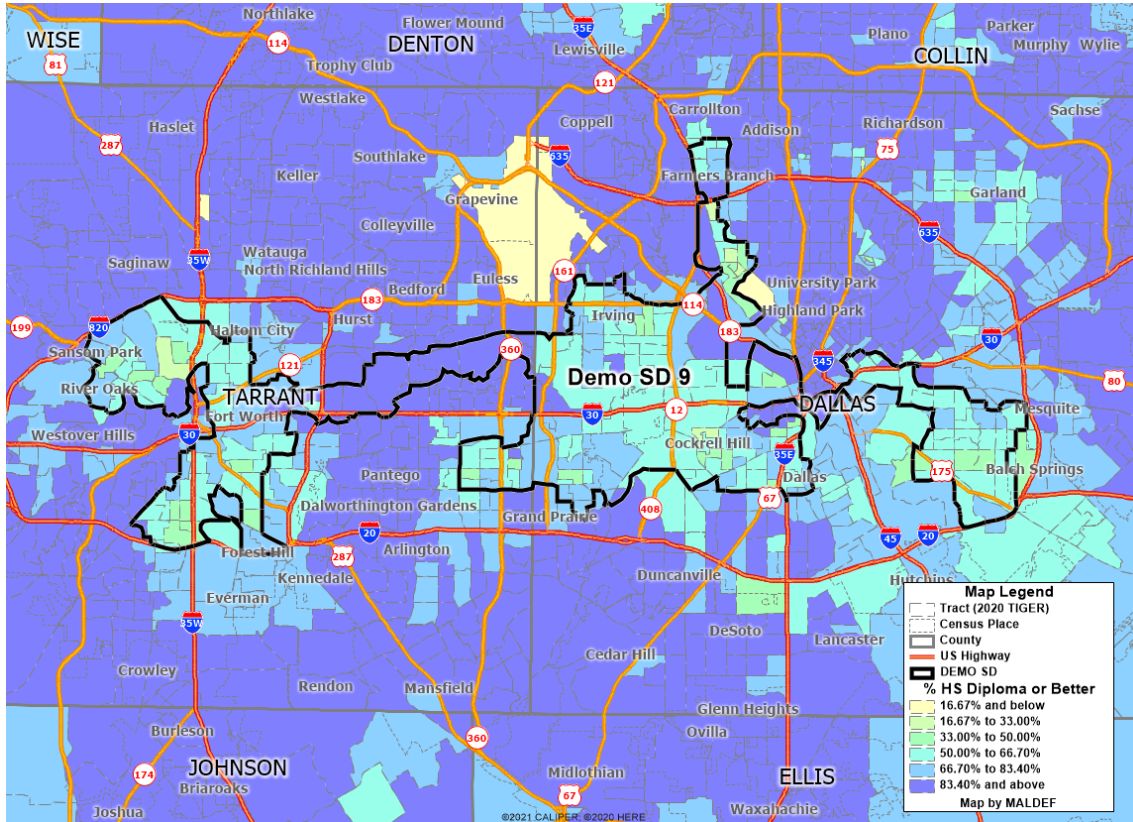 Northlake
Flower Mound
35E
Parker
WISE
DENTON
Lewisville
Plano
Murphy
Wylie
114
COLLIN
81
Trophy Club
121
Westlake
Carrollton
Sachse
Haslet
Coppell
Addison
Richardson
287
Southlake
635
75
Keller
Farmers Branch
Garland
Grapevine
Colleyville
635
Watauga
35W
Saginaw
North Richland Hills
Euless
161
University Park
Bedford
183
114
Irving
Highland Park
199
820
Hurst
183
Haltom City
30
Sansom Park
360
345
121
River Oaks
Demo SD 9
80
TARRANT
DALLAS
Fort Worth
30
12
Mesquite
Westover Hills
30
Cockrell Hill
35E
Pantego
Dallas
175
Balch Springs
67
Dalworthington Gardens
Grand Prairie
408
20
45
20
Forest Hill
287
Arlington
Kennedale
Duncanville
Hutchins
Everman
35W
DeSoto
Lancaster
Cedar Hill
Crowley
Rendon
Mansfield
Glenn Heights
Burleson
Ovilla
360
JOHNSON
Midlothian
ELLIS
174
Briaroaks
67
Joshua
Waxahachie
Map Legend
Tract (2020 TIGER)
Census Place
County
US Highway
DEMO SD
% HS Diploma or Better
16.67% and below
16.67% to 33.00%
33.00% to 50.00%
50.00% to 66.70%
66.70% to 83.40%
83.40% and above
Map by MALDEF
©2021 CALIPER; ©2020 HERE